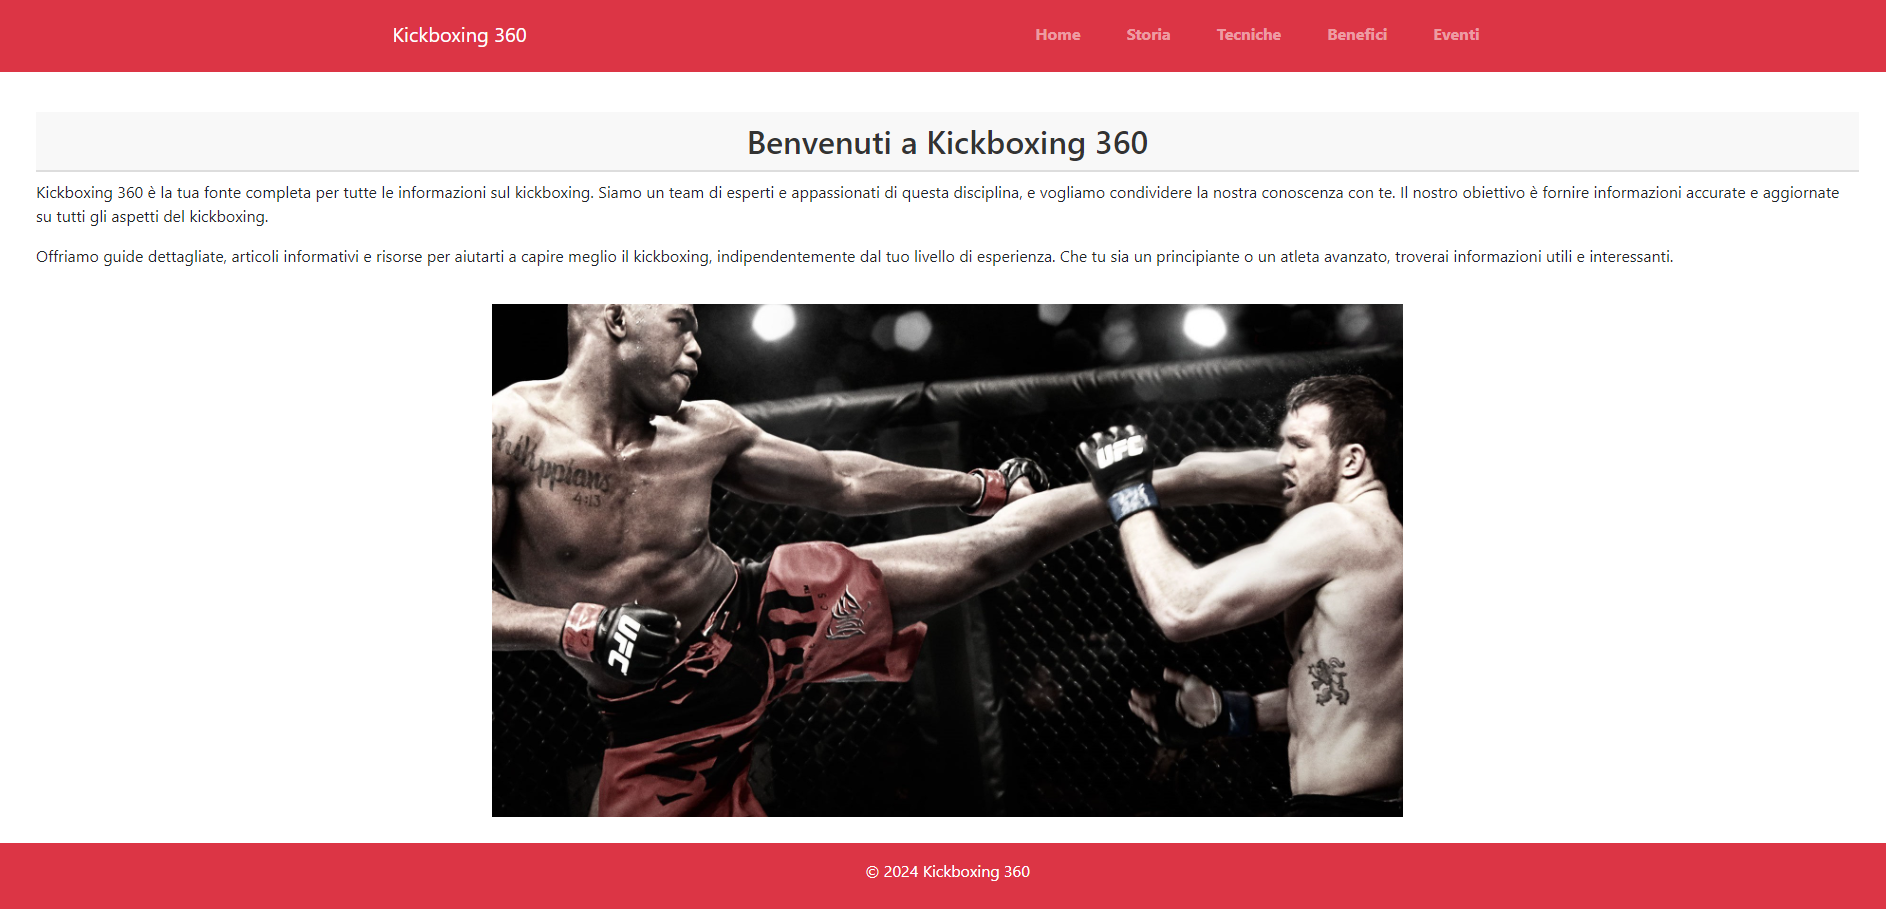 Kickboxing 360
Home Storia Tecniche Benefici Eventi
Benvenuti a Kickboxing 360
Kickboxing 360 è la tua fonte completa per tutte le informazioni sul kickboxing. Siamo un team di esperti e appassionati di questa disciplina, e vogliamo condividere la nostra conoscenza con te. Il nostro obiettivo è fornire informazioni accurate e aggiornate
su tutti gli aspetti del kickboxing.
Offriamo guide dettagliate, articoli informativi e risorse per aiutarti a capire meglio il kickboxing, indipendentemente dal tuo livello di esperienza. Che tu sia un principiante o un atleta avanzato, troverai informazioni utili e interessanti.
UFC
Philippians
4:13
UFC
© 2024 Kickboxing 360